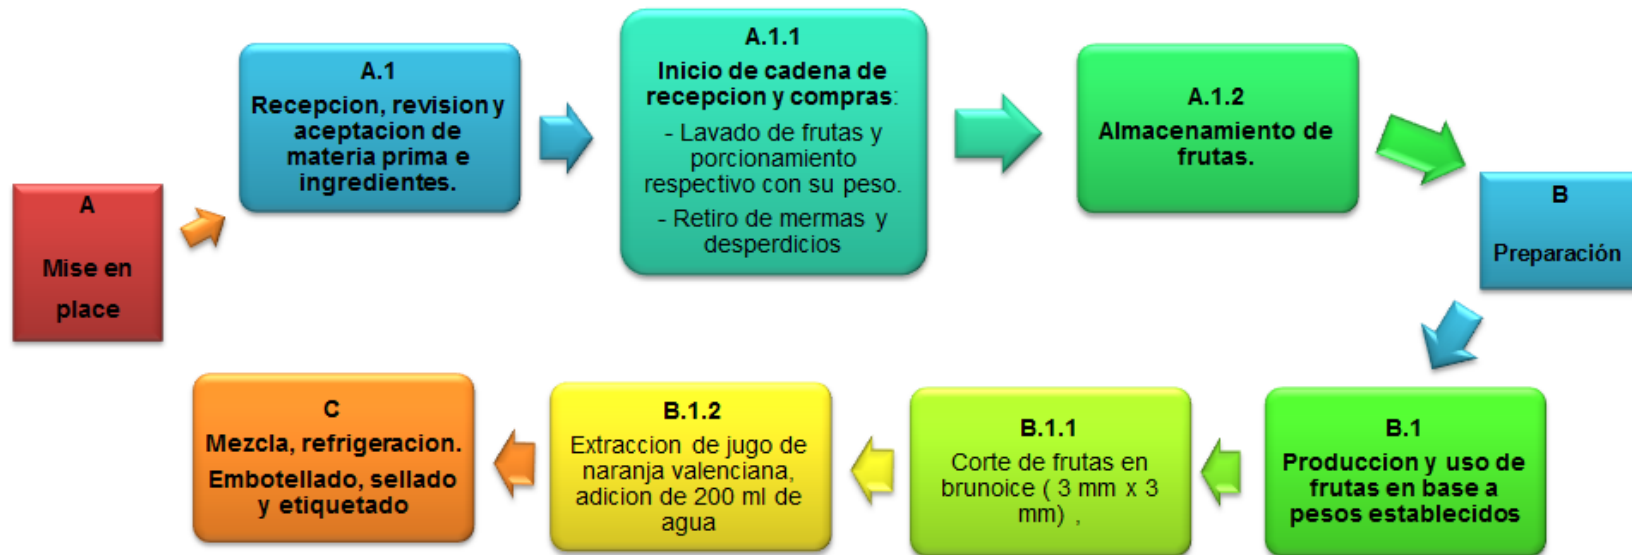 A
Mise en
place
A.1
Recepcion, revision y
aceptacion de
materia prima e
ingredientes.
A.1.1
Inicio de cadena de
recepcion y compras:
- Lavado de frutas y
porcionamiento
respectivo con su peso.
- Retiro de mermas y
desperdicios
A.1.2
Almacenamiento de
frutas.
B
Preparación
B.1
Produccion y uso de
frutas en base a
pesos establecidos
B.1.1
Corte de frutas en
brunoice ( 3 mm x 3
mm) ,
B.1.2
Extraccion de jugo de
naranja valenciana,
adicion de 200 ml de
agua
C
Mezcla, refrigeracion.
Embotellado, sellado
y etiquetado